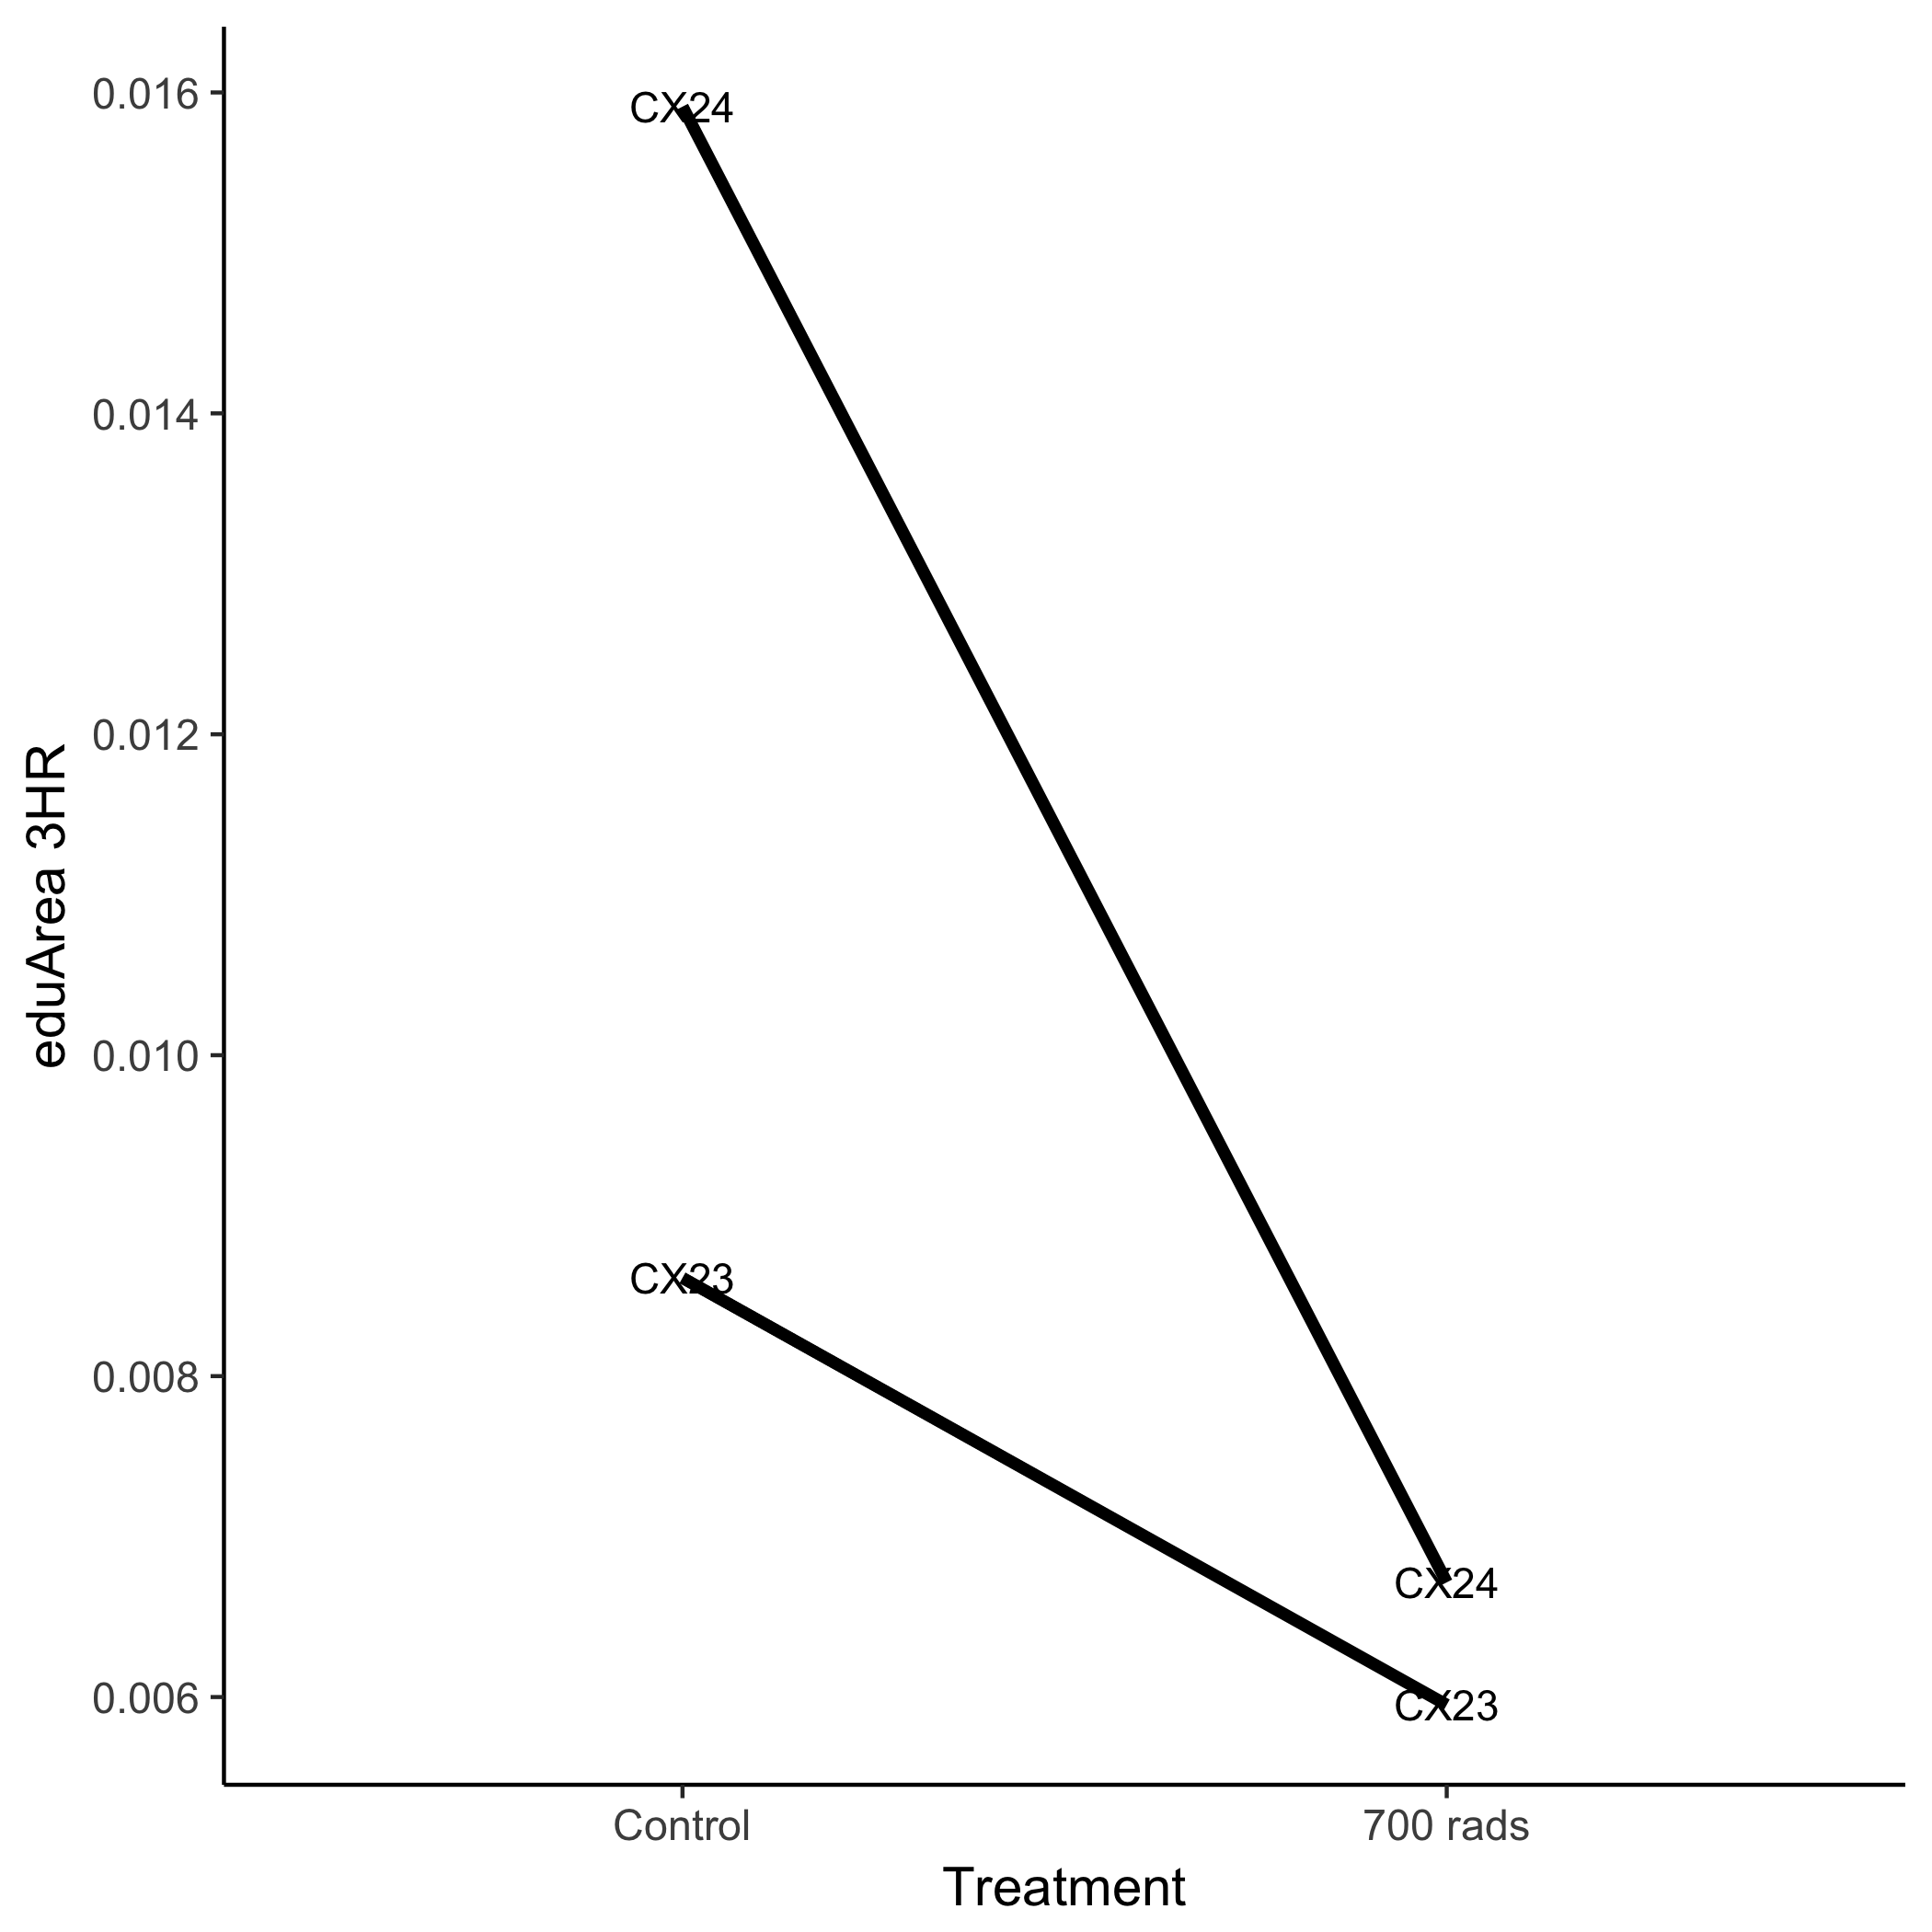 eduArea 3HR
0.016
0.014
0.012
0.010
0.008
0.006
CX24
CX23
CX24
CX23
Control
700 rads
Treatment